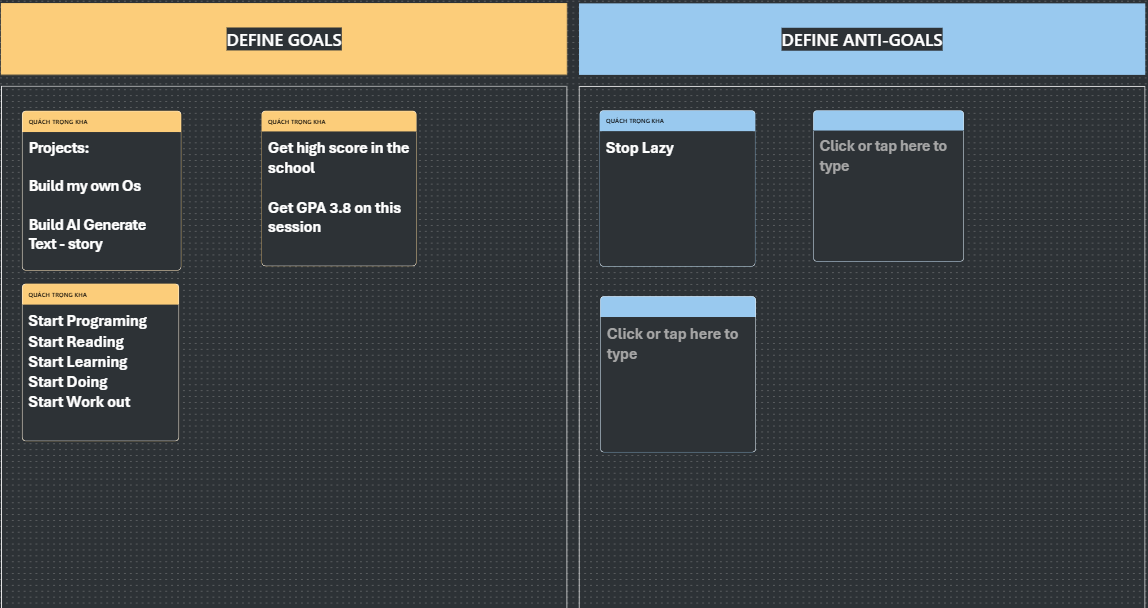 DEFINE GOALS
DEFINE ANTI-GOALS
QUÁCH TRỌNG KHA
Projects:
Build my own Os
Build AI Generate
Text - story
QUÁCH TRỌNG KHA
Get high score in the
school
Get GPA 3.8 on this
session
QUÁCH TRỌNG KHA
Start Programing
Start Reading
Start Learning
Start Doing
Start Work out
QUÁCH TRỌNG KHA
Stop Lazy
Click or tap here to
type
Click or tap here to
type